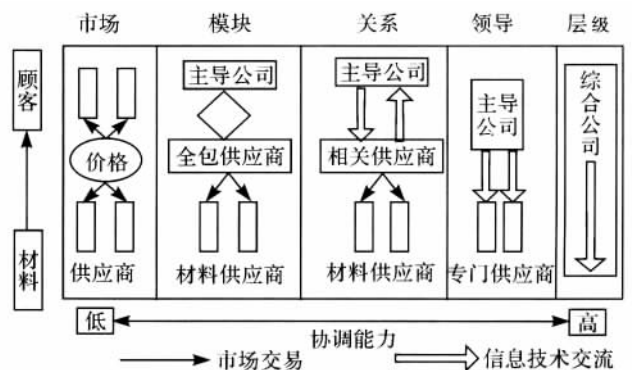 市场
模块
关系
领导
层级
顾客
材料
价格
供应商
主导公司
全包供应商
材料供应商
主导公司
相关供应商
材料供应商
主导
公司
专门供应商
综合公司
低
高
协调能力
市场交易
信息技术交流